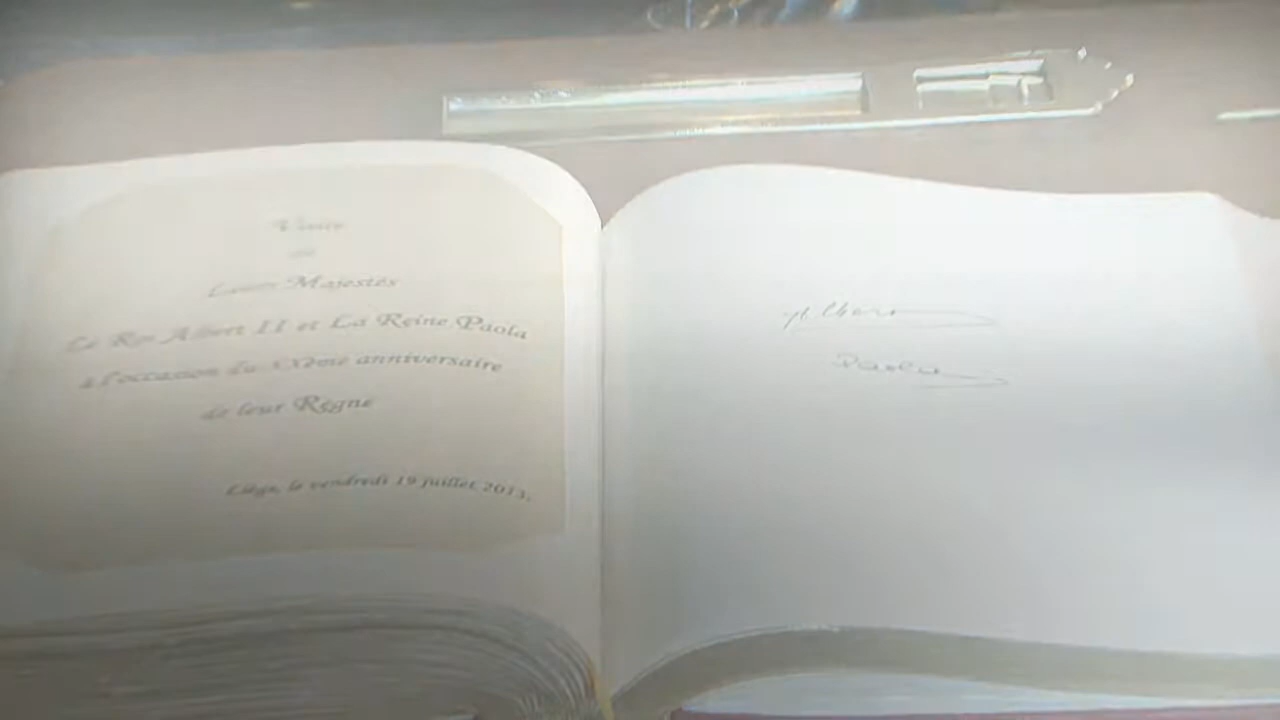 Visite
de
Leurs Majestés
Le Roi Albert II et La Reine Paola
à l'occasion du XXème anniversaire
de leur Règne
Liège, le vendredi 19 juillet 2013.
Albert
Paola